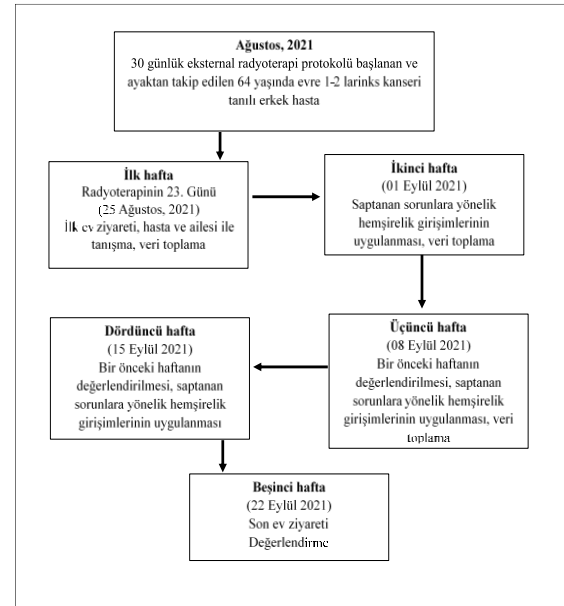 Ağustos, 2021
30 günlük eksternal radyoterapi protokolü başlanan ve
ayaktan takip edilen 64 yaşında evre 1-2 larinks kanseri
tanılı erkek hasta
İlk hafta
Radyoterapinin 23. Günü
(25 Ağustos, 2021)
İlk ev ziyareti, hasta ve ailesi ile
tanışma, veri toplama
İkinci hafta
(01 Eylül 2021)
Saptanan sorunlara yönelik
hemşirelik girişimlerinin
uygulanması, veri toplama
Üçüncü hafta
(08 Eylül 2021)
Bir önceki haftanın
değerlendirilmesi, saptanan
sorunlara yönelik hemşirelik
girişimlerinin uygulanması, veri
toplama
Dördüncü hafta
(15 Eylül 2021)
Bir önceki haftanın
değerlendirilmesi, saptanan
sorunlara yönelik hemşirelik
girişimlerinin uygulanması
Beşinci hafta
(22 Eylül 2021)
Son ev ziyareti
Değerlendirme